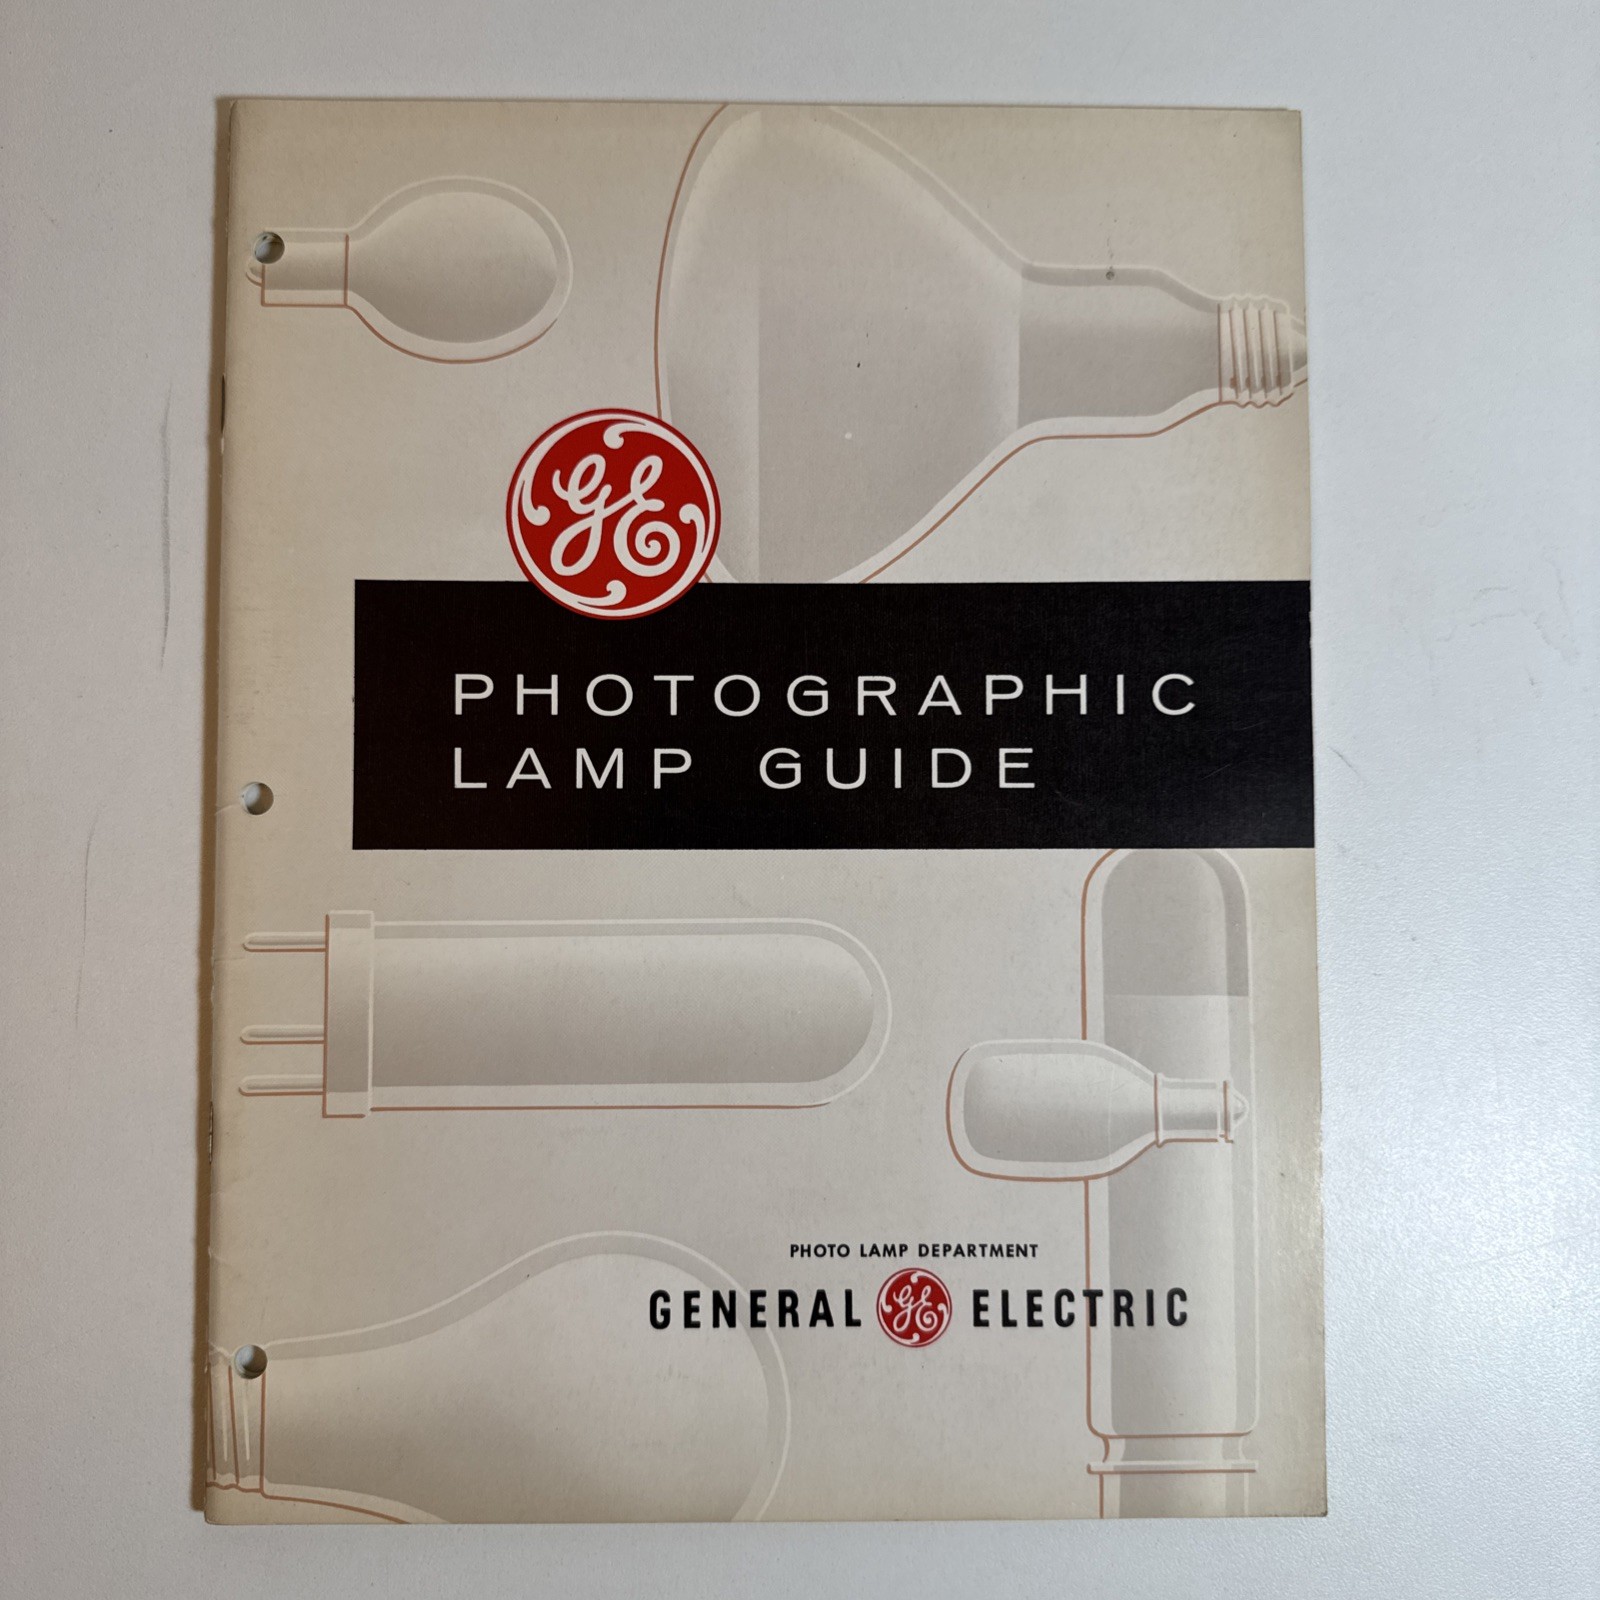 GE
PHOTOGRAPHIC
LAMP GUIDE
PHOTO LAMP DEPARTMENT
GENERAL GE ELECTRIC